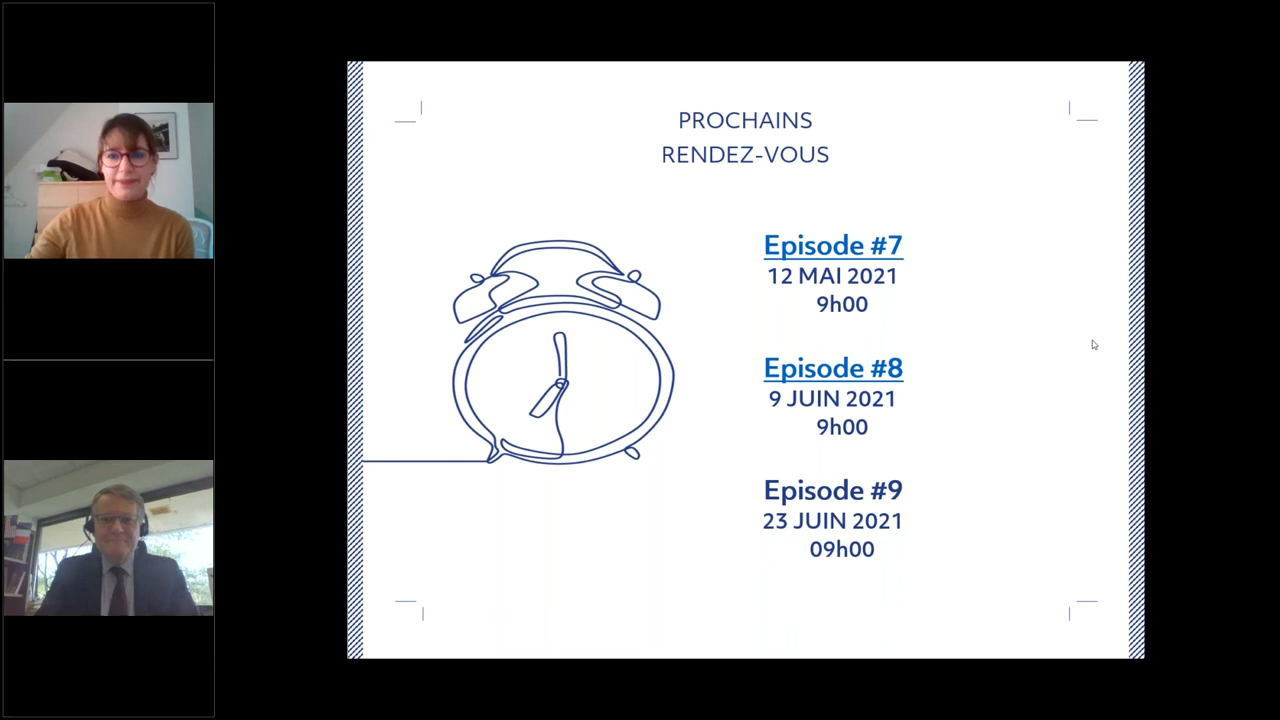 PROCHAINS
RENDEZ-VOUS
Episode #7
12 MAI 2021
9h00
Episode #8
9 JUIN 2021
9h00
Episode #9
23 JUIN 2021
09h00